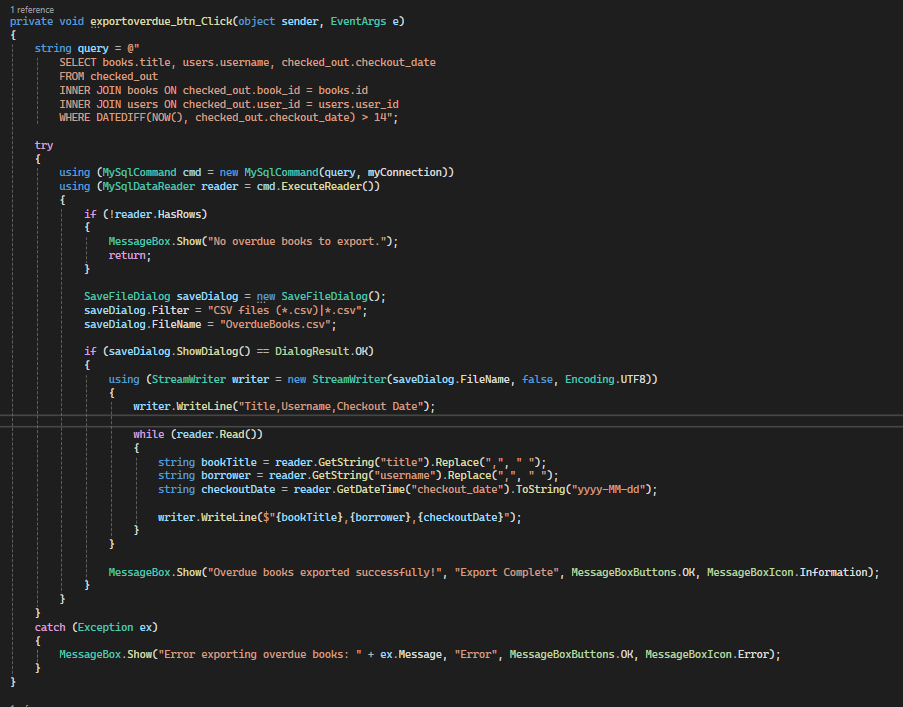 1 reference
private void exportoverdue_btn_Click(object sender, EventArgs e)
{
string query = @"
SELECT books.title, users.username, checked_out.checkout_date
FROM checked_out
INNER JOIN books ON checked_out.book_id = books.id
INNER JOIN users ON checked_out.user_id = users.user_id
WHERE DATEDIFF(NOW(), checked_out.checkout_date) > 14";
try
{
using (MySqlCommand cmd = new MySqlCommand(query, myConnection))
using (MySqlDataReader reader = cmd.ExecuteReader())
{
if (!reader.HasRows)
{
MessageBox.Show("No overdue books to export.");
return;
}
SaveFileDialog saveDialog = new SaveFileDialog();
saveDialog.Filter = "CSV files (*.csv)|*.csv";
saveDialog.FileName = "OverdueBooks.csv";
if (saveDialog.ShowDialog() == DialogResult.OK)
{
using (StreamWriter writer = new StreamWriter(saveDialog.FileName, false, Encoding.UTF8))
{
writer.WriteLine("Title,Username,Checkout Date");
while (reader.Read())
{
string bookTitle = reader.GetString("title").Replace(",", " ");
string borrower = reader.GetString("username").Replace(",", " ");
string checkoutDate = reader.GetDateTime("checkout_date").ToString("yyyy-MM-dd");
writer.WriteLine($"{bookTitle},{borrower},{checkoutDate}");
}
}
MessageBox.Show("Overdue books exported successfully!", "Export Complete", MessageBoxButtons.OK, MessageBoxIcon.Information);
}
}
}
catch (Exception ex)
{
MessageBox.Show("Error exporting overdue books: " + ex.Message, "Error", MessageBoxButtons.OK, MessageBoxIcon.Error);
}
}